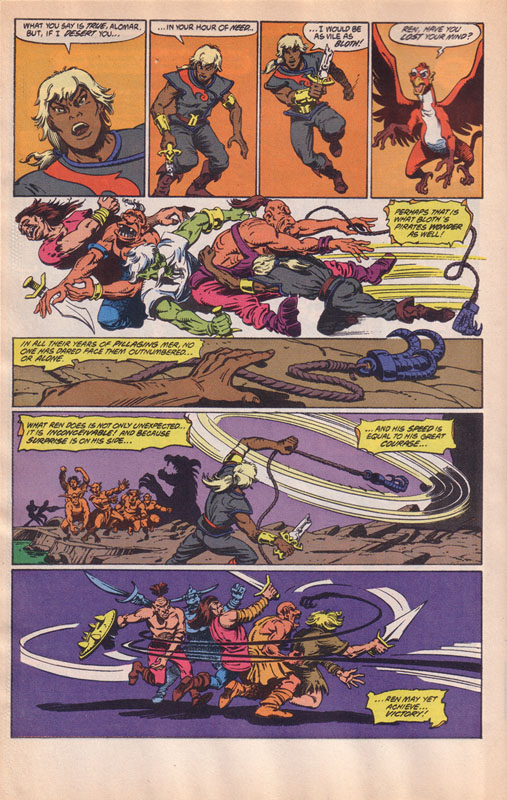 WHAT YOU SAY IS TRUE, ALOMAR.
BUT, IF I DESERT YOU...
...IN YOUR HOUR OF NEED...
...I WOULD BE
AS VILE AS
BLOTH!
REN, HAVE YOU
LOST YOUR MIND?
PERHAPS THAT IS
WHAT BLOTH'S
PIRATES WONDER
AS WELL!
IN ALL THEIR YEARS OF PILLAGING MER, NO
ONE HAS DARED FACE THEM OUTNUMBERED...
OR ALONE.
WHAT REN DOES IS NOT ONLY UNEXPECTED...
IT IS INCONCEIVABLE! AND BECAUSE
SURPRISE IS ON HIS SIDE...
...AND HIS SPEED IS
EQUAL TO HIS GREAT
COURAGE...
...REN MAY YET
ACHIEVE...
VICTORY!